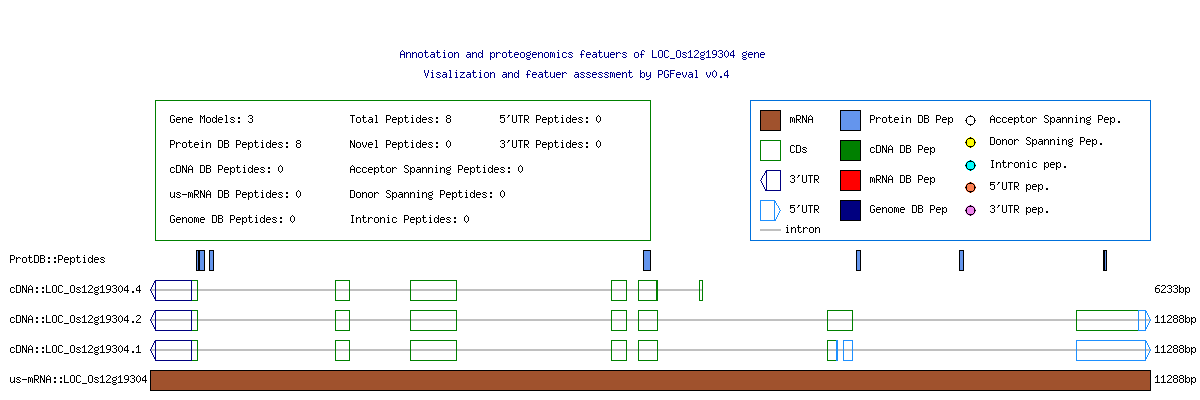 Annotation and proteogenomics featuers of LOC_Os12g19304 gene
Visalization and featuer assessment by PGFeval v0.4
Gene Models: 3 Total Peptides: 8 5'UTR Peptides: 0
Protein DB Peptides: 8 Novel Peptides: 0 3'UTR Peptides: 0
cDNA DB Peptides: 0 Acceptor Spanning Peptides: 0
us-mRNA DB Peptides: 0 Donor Spanning Peptides: 0
Genome DB Peptides: 0 Intronic Peptides: 0
mRNA Protein DB Pep Acceptor Spanning Pep.
CDs cDNA DB Pep Donor Spanning Pep.
3'UTR mRNA DB Pep Intronic pep.
5'UTR Genome DB Pep 5'UTR pep.
intron 3'UTR pep.
ProtDB::Peptides
cDNA::LOC_Os12g19304.4 6233bp
cDNA::LOC_Os12g19304.2 11288bp
cDNA::LOC_Os12g19304.1 11288bp
us-mRNA::LOC_Os12g19304 11288bp